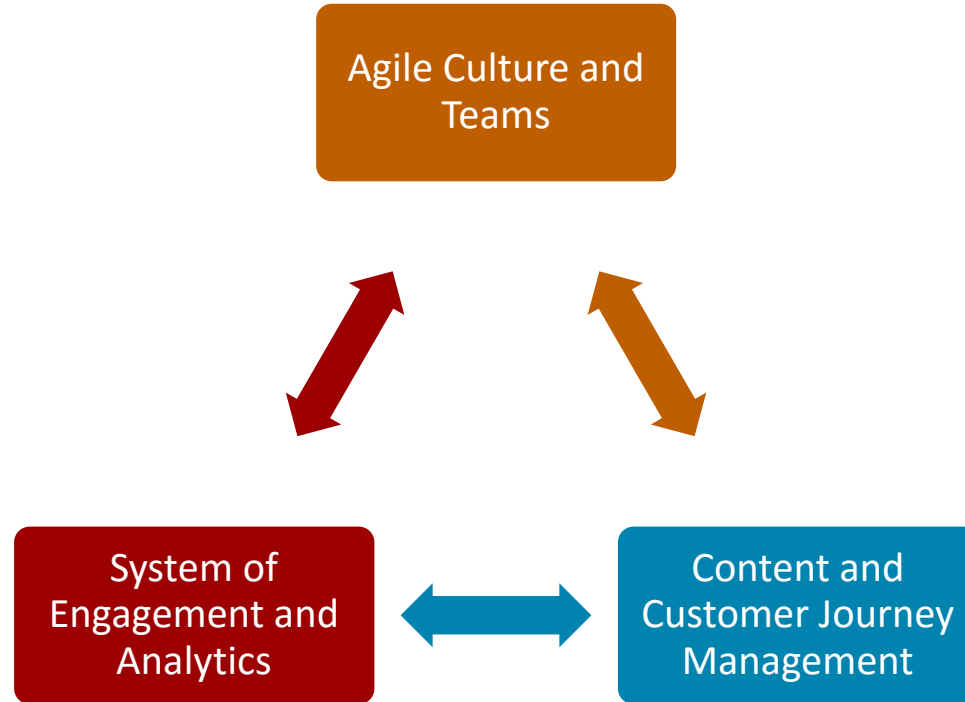 Agile Culture and
Teams
System of
Engagement and
Analytics
Content and
Customer Journey
Management